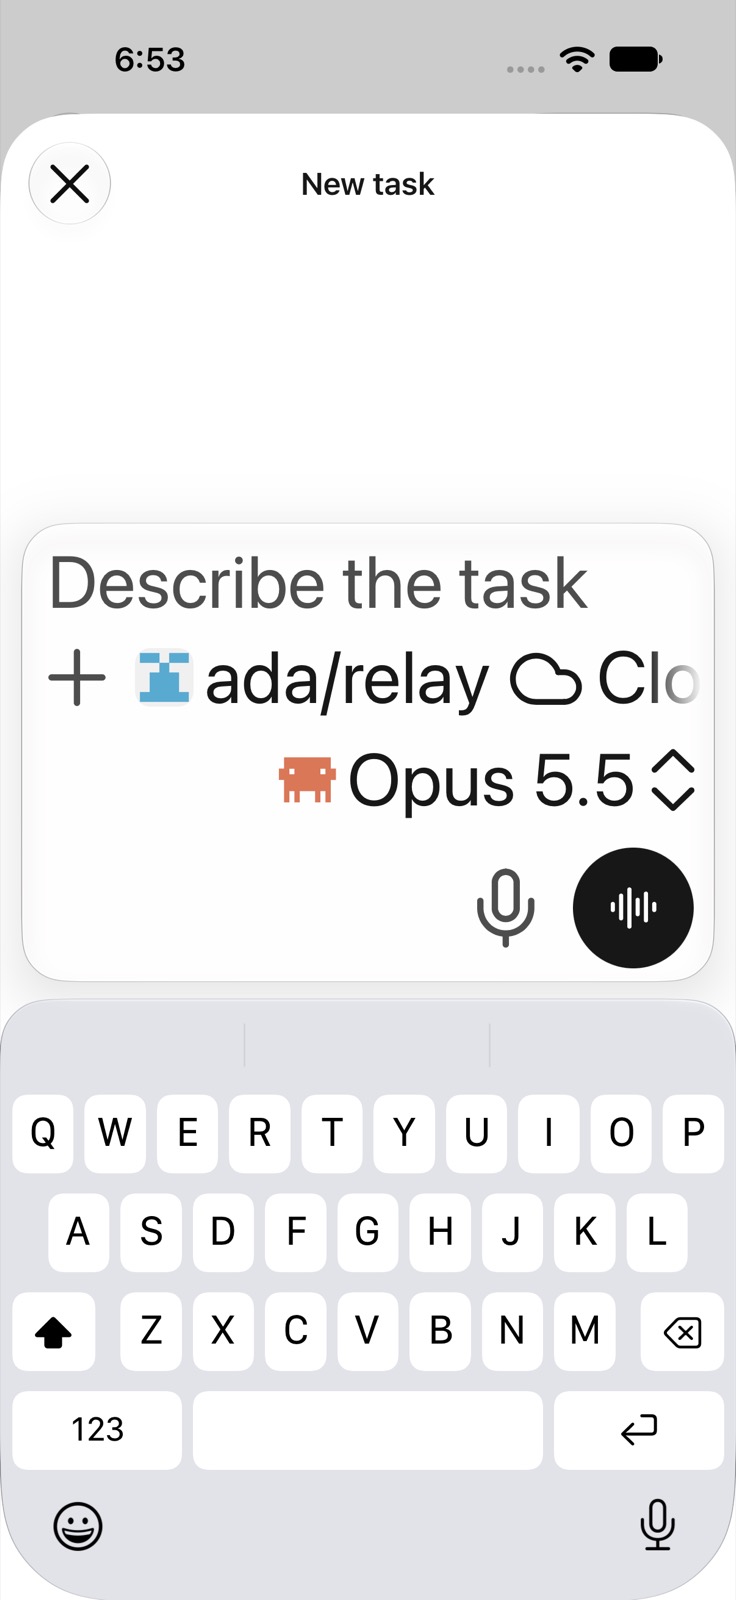 6:53
New task
Describe the task
ada/relay Clo
Opus 5.5
Q W E R T Y U I O P
A S D F G H J K L
Z X C V B N M
123